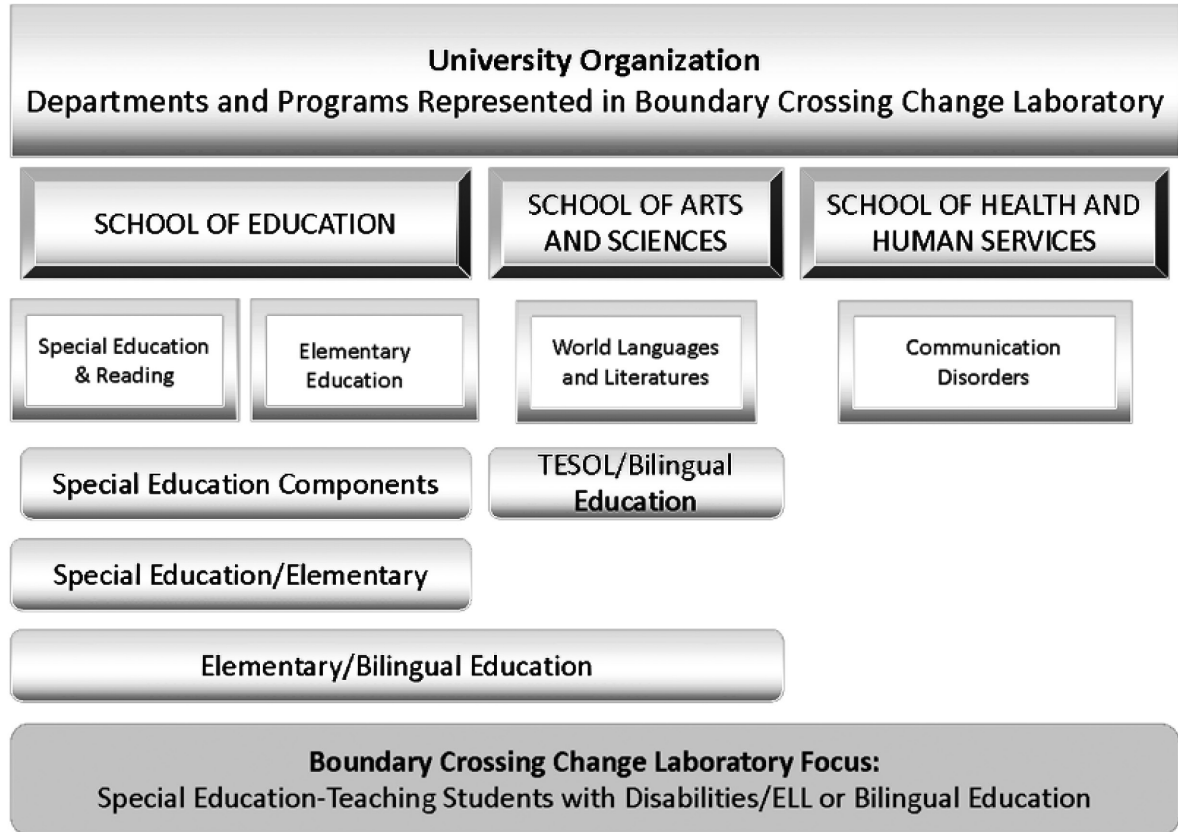 University Organization
Departments and Programs Represented in Boundary Crossing Change Laboratory
SCHOOL OF EDUCATION
SCHOOL OF ARTS
AND SCIENCES
SCHOOL OF HEALTH AND
HUMAN SERVICES
Special Education
& Reading
Elementary
Education
World Languages
and Literatures
Communication
Disorders
Special Education Components
TESOL/Bilingual
Education
Special Education/Elementary
Elementary/Bilingual Education
Boundary Crossing Change Laboratory Focus:
Special Education-Teaching Students with Disabilities/ELL or Bilingual Education